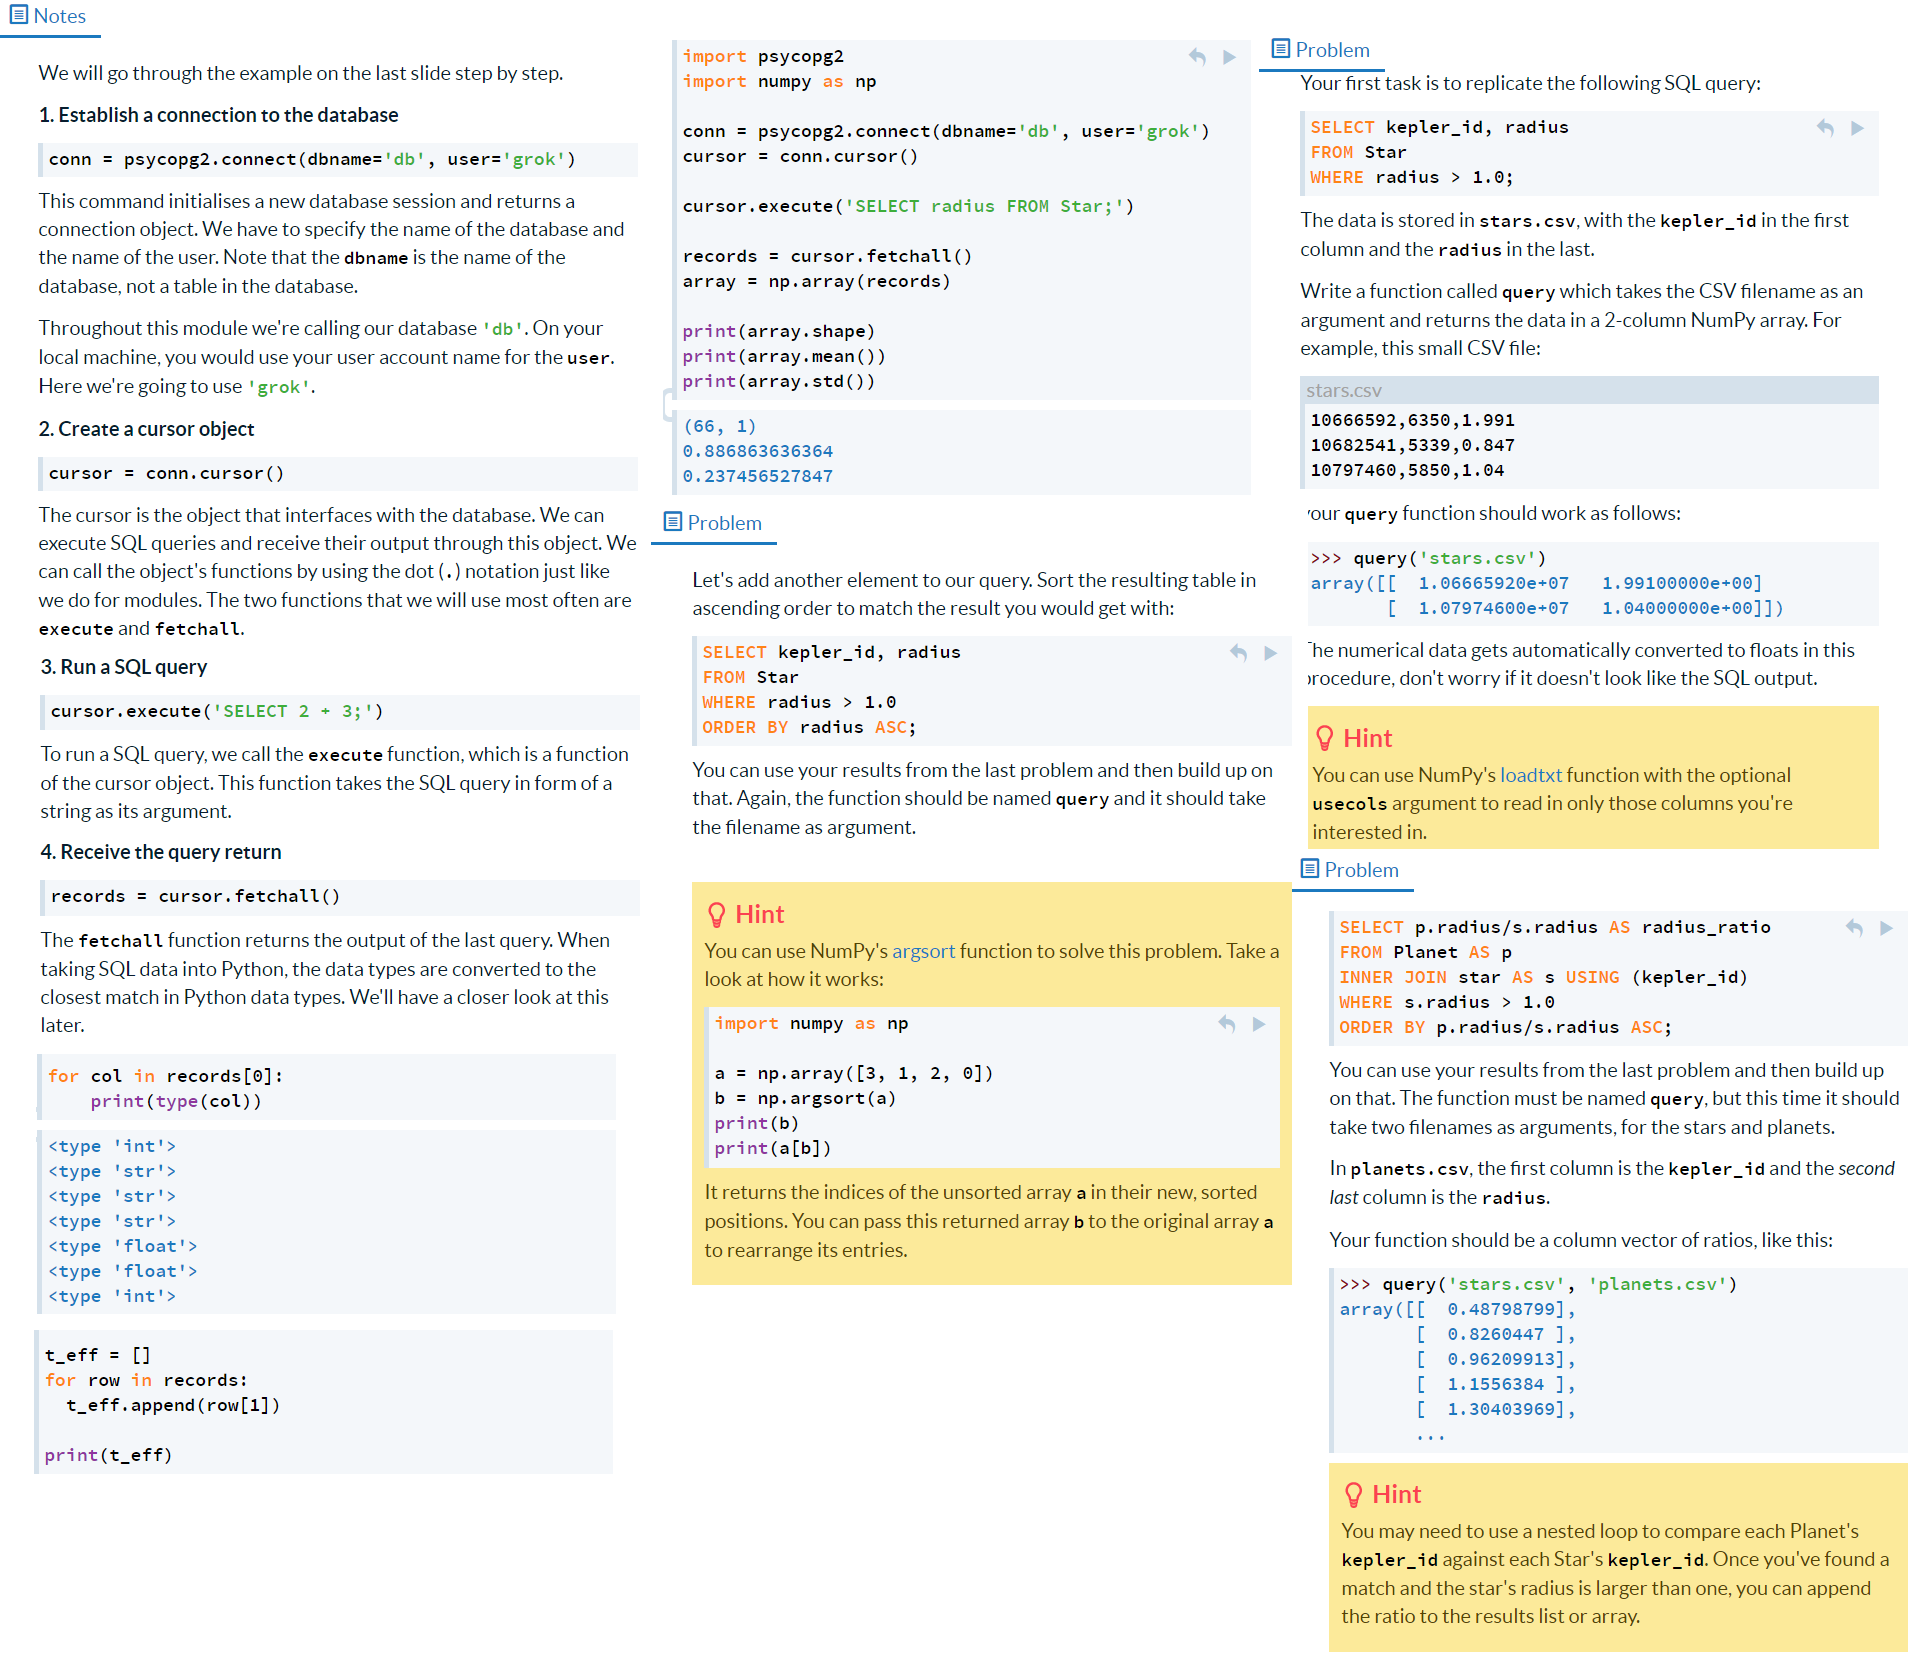 Notes
We will go through the example on the last slide step by step.
1. Establish a connection to the database
conn = psycopg2.connect(dbname='db', user='grok')
This command initialises a new database session and returns a
connection object. We have to specify the name of the database and
the name of the user. Note that the dbname is the name of the
database, not a table in the database.
Throughout this module we're calling our database 'db'. On your
local machine, you would use your user account name for the user.
Here we're going to use 'grok'.
2. Create a cursor object
cursor = conn.cursor()
The cursor is the object that interfaces with the database. We can
execute SQL queries and receive their output through this object. We
can call the object's functions by using the dot (.) notation just like
we do for modules. The two functions that we will use most often are
execute and fetchall.
3. Run a SQL query
cursor.execute('SELECT 2 + 3;')
To run a SQL query, we call the execute function, which is a function
of the cursor object. This function takes the SQL query in form of a
string as its argument.
4. Receive the query return
records = cursor.fetchall()
The fetchall function returns the output of the last query. When
taking SQL data into Python, the data types are converted to the
closest match in Python data types. We'll have a closer look at this
later.
for col in records[0]:
    print(type(col))
<type 'int'>
<type 'str'>
<type 'str'>
<type 'str'>
<type 'float'>
<type 'float'>
<type 'int'>
t_eff = []
for row in records:
  t_eff.append(row[1])
print(t_eff)
import psycopg2
import numpy as np
conn = psycopg2.connect(dbname='db', user='grok')
cursor = conn.cursor()
cursor.execute('SELECT radius FROM Star;')
records = cursor.fetchall()
array = np.array(records)
print(array.shape)
print(array.mean())
print(array.std())
(66, 1)
0.886863636364
0.237456527847
Problem
Let's add another element to our query. Sort the resulting table in
ascending order to match the result you would get with:
SELECT kepler_id, radius
FROM Star
WHERE radius > 1.0
ORDER BY radius ASC;
You can use your results from the last problem and then build up on
that. Again, the function should be named query and it should take
the filename as argument.
Hint
You can use NumPy's argsort function to solve this problem. Take a
look at how it works:
import numpy as np
a = np.array([3, 1, 2, 0])
b = np.argsort(a)
print(b)
print(a[b])
It returns the indices of the unsorted array a in their new, sorted
positions. You can pass this returned array b to the original array a
to rearrange its entries.
Problem
Your first task is to replicate the following SQL query:
SELECT kepler_id, radius
FROM Star
WHERE radius > 1.0;
The data is stored in stars.csv, with the kepler_id in the first
column and the radius in the last.
Write a function called query which takes the CSV filename as an
argument and returns the data in a 2-column NumPy array. For
example, this small CSV file:
stars.csv
10666592,6350,1.991
10682541,5339,0.847
10797460,5850,1.04
your query function should work as follows:
>>> query('stars.csv')
array([[  1.06665920e+07   1.99100000e+00]
       [  1.07974600e+07   1.04000000e+00]])
The numerical data gets automatically converted to floats in this
procedure, don't worry if it doesn't look like the SQL output.
Hint
You can use NumPy's loadtxt function with the optional
usecols argument to read in only those columns you're
interested in.
Problem
SELECT p.radius/s.radius AS radius_ratio
FROM Planet AS p
INNER JOIN star AS s USING (kepler_id)
WHERE s.radius > 1.0
ORDER BY p.radius/s.radius ASC;
You can use your results from the last problem and then build up
on that. The function must be named query, but this time it should
take two filenames as arguments, for the stars and planets.
In planets.csv, the first column is the kepler_id and the second
last column is the radius.
Your function should be a column vector of ratios, like this:
>>> query('stars.csv', 'planets.csv')
array([[  0.48798799],
       [  0.8260447 ],
       [  0.96209913],
       [  1.1556384 ],
       [  1.30403969],
       ...
Hint
You may need to use a nested loop to compare each Planet's
kepler_id against each Star's kepler_id. Once you've found a
match and the star's radius is larger than one, you can append
the ratio to the results list or array.